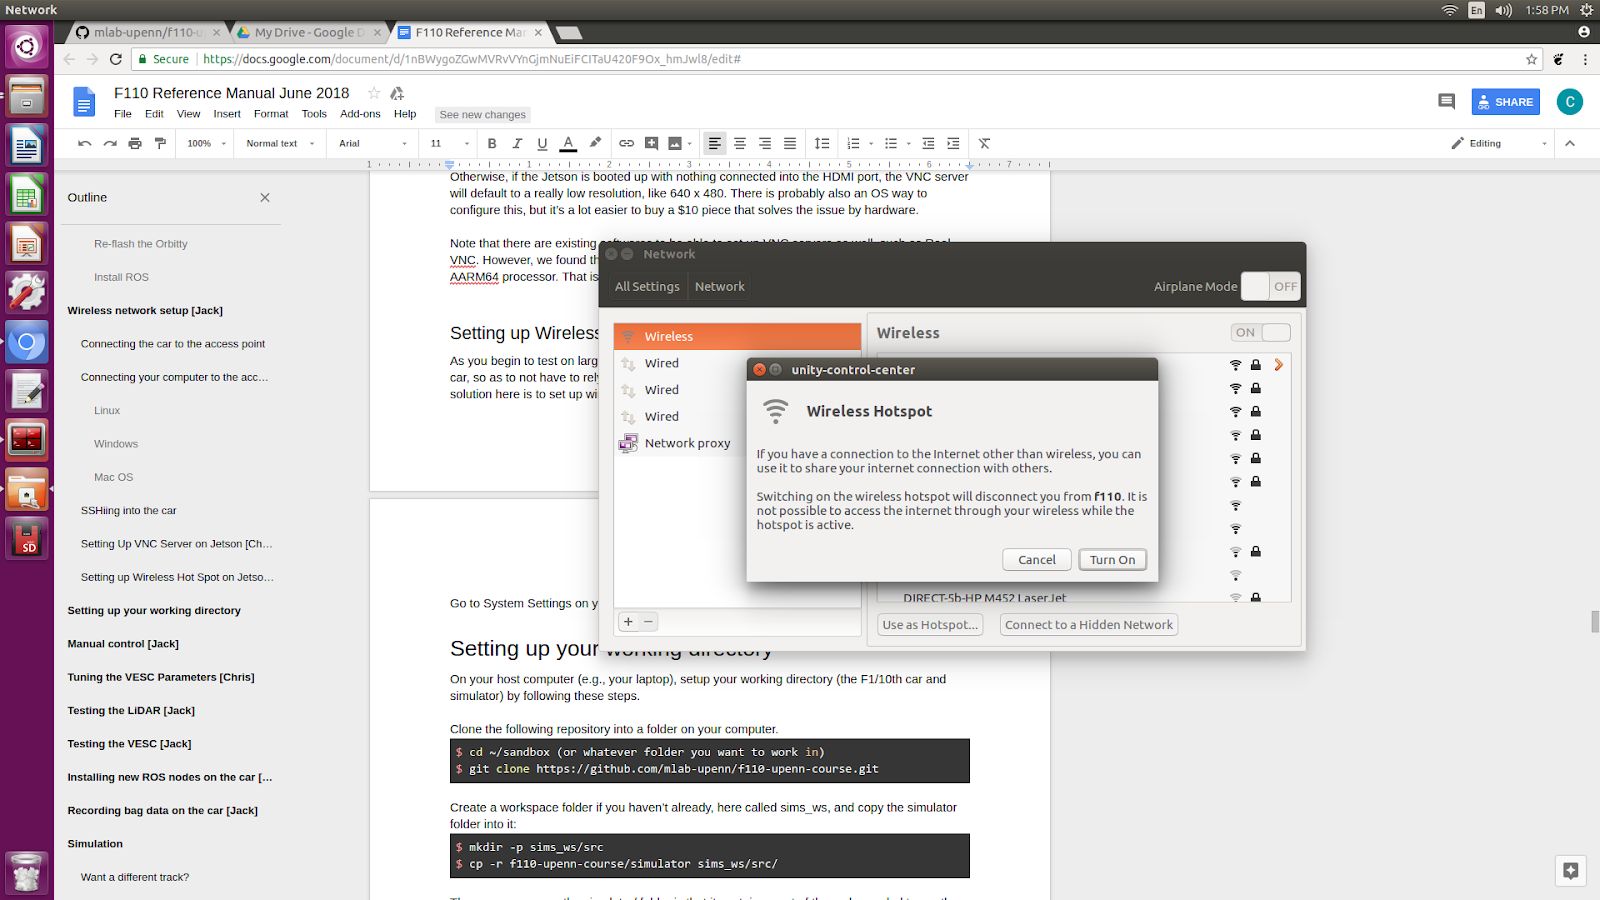 Network
En
1:58 PM
mlab-upenn/f110-u
My Drive - Google D
F110 Reference Man
Secure
https://docs.google.com/document/d/1nBWygoZGwMVRvVYnGjmNuEiFCITaU420F9Ox_hmJwl8/edit#
F110 Reference Manual June 2018
File Edit View Insert Format Tools Add-ons Help See new changes
SHARE
C
100% Normal text Arial 11
B I U A
Editing
1 1 2 3 4 5 6 7
Outline
Re-flash the Orbitty
Install ROS
Wireless network setup [Jack]
Connecting the car to the access point
Connecting your computer to the acc…
Linux
Windows
Mac OS
SSHiing into the car
Setting Up VNC Server on Jetson [Ch…
Setting up Wireless Hot Spot on Jetso…
Setting up your working directory
Manual control [Jack]
Tuning the VESC Parameters [Chris]
Testing the LiDAR [Jack]
Testing the VESC [Jack]
Installing new ROS nodes on the car […
Recording bag data on the car [Jack]
Simulation
Want a different track?
SD
Otherwise, if the Jetson is booted up with nothing connected into the HDMI port, the VNC server
will default to a really low resolution, like 640 x 480. There is probably also an OS way to
configure this, but it's a lot easier to buy a $10 piece that solves the issue by hardware.
Note that there are existing
VNC. However, we found th
AARM64 processor. That is
Setting up Wireless
As you begin to test on larg
car, so as to not have to rely
solution here is to set up wi
Go to System Settings on y
Setting up your working directory
On your host computer (e.g., your laptop), setup your working directory (the F1/10th car and
simulator) by following these steps.
Clone the following repository into a folder on your computer.
$ cd ~/sandbox (or whatever folder you want to work in)
$ git clone https://github.com/mlab-upenn/f110-upenn-course.git
Create a workspace folder if you haven't already, here called sims_ws, and copy the simulator
folder into it:
$ mkdir -p sims_ws/src
$ cp -r f110-upenn-course/simulator sims_ws/src/
Network
All Settings Network
Airplane Mode OFF
Wireless
Wired
Wired
Wired
Network proxy
+ −
Wireless
ON
DIRECT-5b-HP M452 LaserJet
Use as Hotspot...
Connect to a Hidden Network
unity-control-center
Wireless Hotspot
If you have a connection to the Internet other than wireless, you can
use it to share your internet connection with others.
Switching on the wireless hotspot will disconnect you from f110. It is
not possible to access the internet through your wireless while the
hotspot is active.
Cancel
Turn On